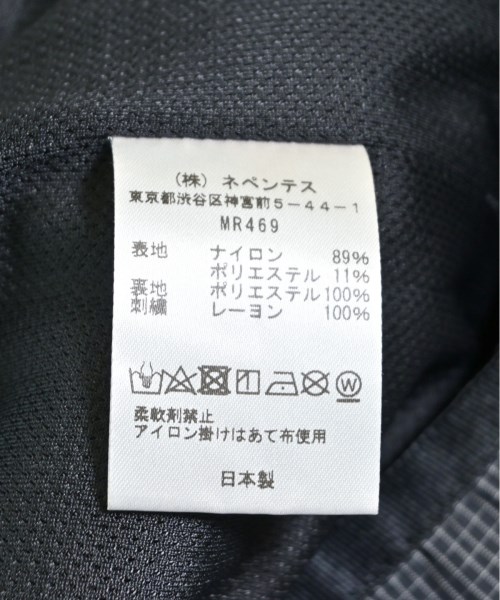 （株）ネペンテス
東京都渋谷区神宮前5-44-1
MR469
表地 ナイロン 89%
ポリエステル 11%
裏地 ポリエステル100%
刺繍 レーヨン 100%
W
柔軟剤禁止
アイロン掛けはあて布使用
日本製